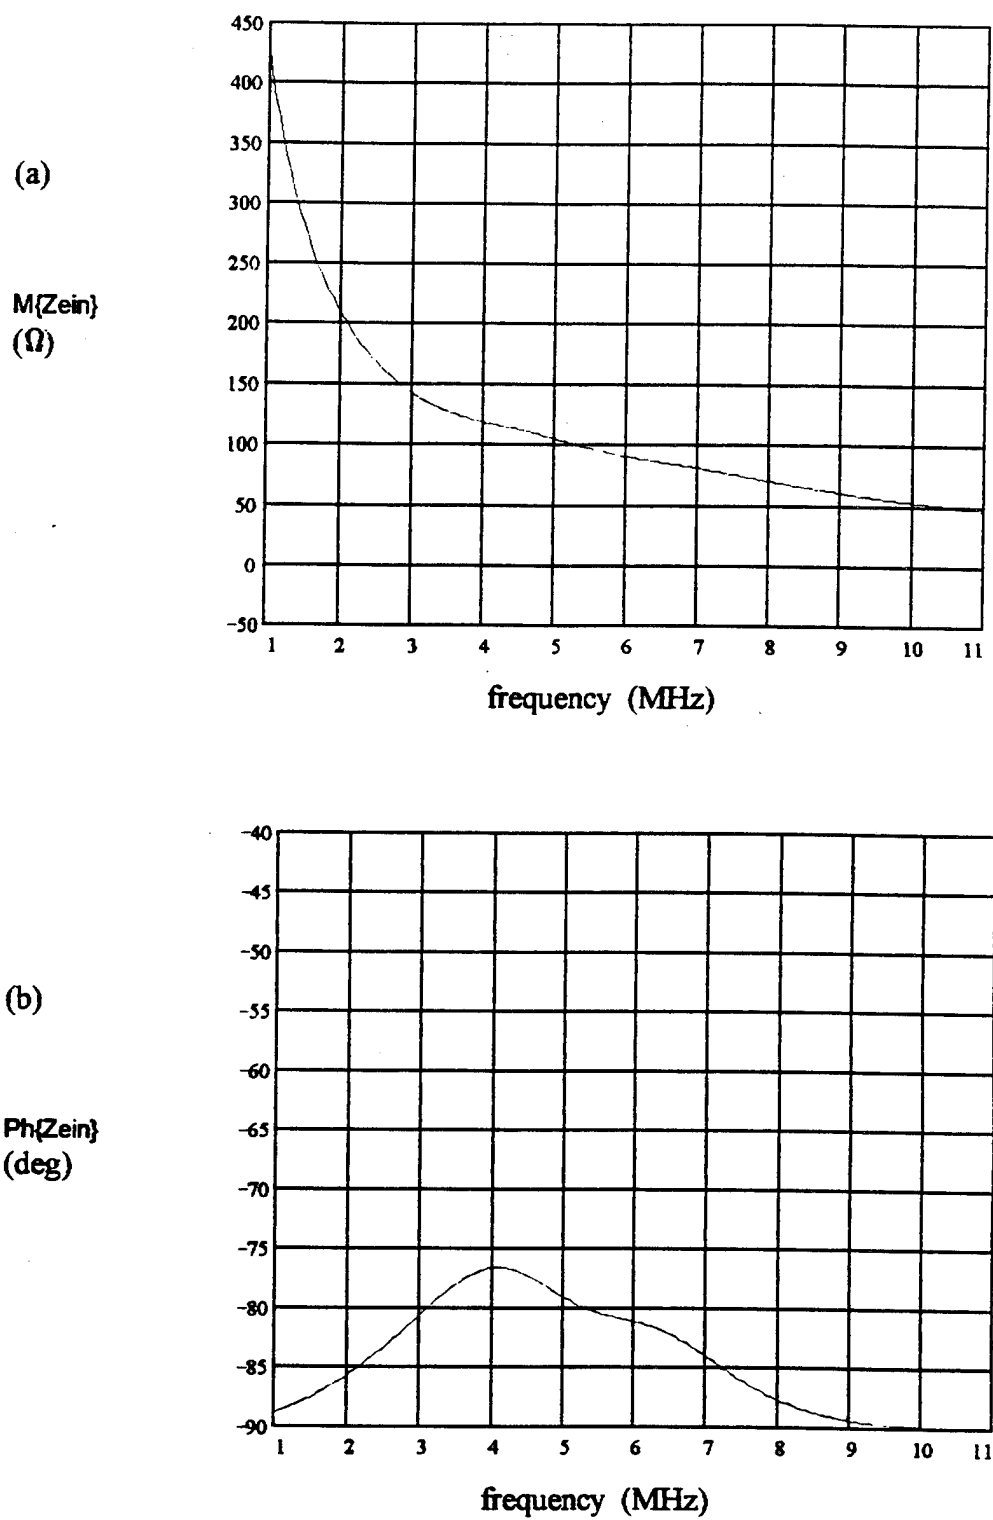 450
400
350
(a)
300
250
M{Zein}
(Ω)
200
150
100
50
0
-50
1 2 3 4 5 6 7 8 9 10 11
frequency (MHz)
-40
-45
-50
(b)
-55
-60
Ph{Zein}
(deg)
-65
-70
-75
-80
-85
-90
1 2 3 4 5 6 7 8 9 10 11
frequency (MHz)